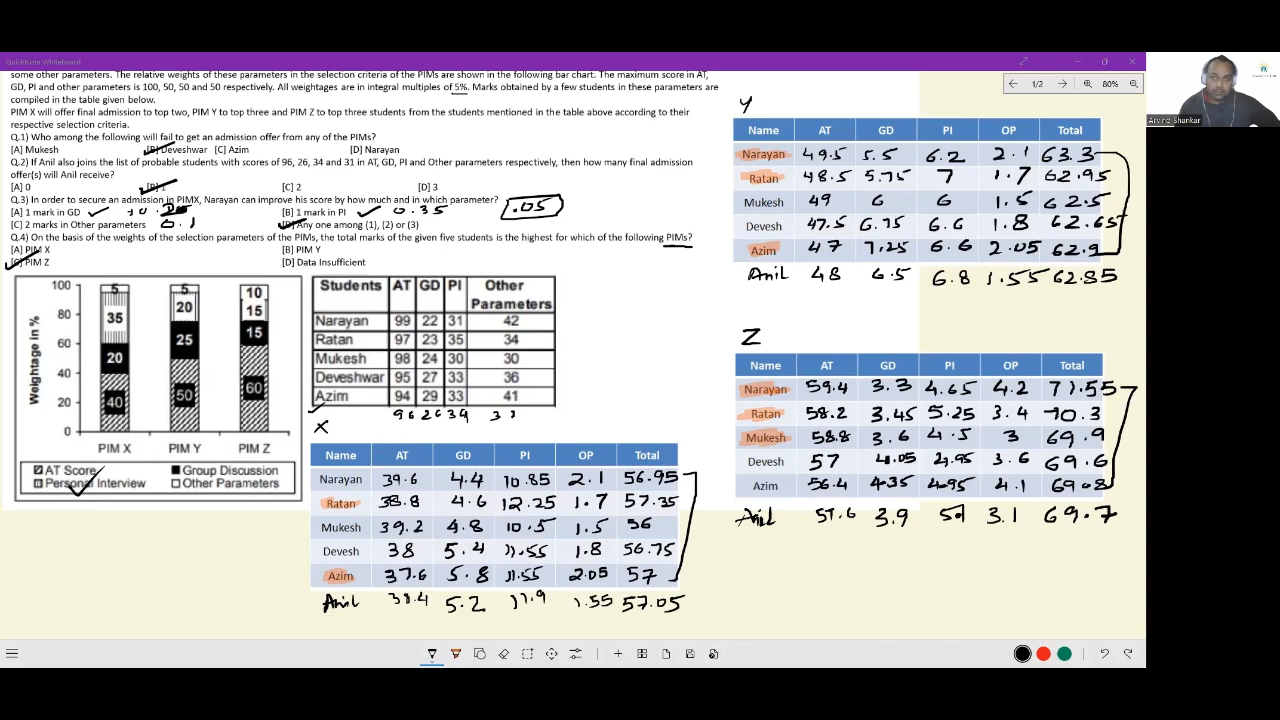 QuickNote Whiteboard
some other parameters. The relative weights of these parameters in the selection criteria of the PIMs are shown in the following bar chart. The maximum score in AT,
GD, PI and other parameters is 100, 50, 50 and 50 respectively. All weightages are in integral multiples of 5%. Marks obtained by a few students in these parameters are
compiled in the table given below.
PIM X will offer final admission to top two, PIM Y to top three and PIM Z to top three students from the students mentioned in the table above according to their
respective selection criteria.
Q.1) Who among the following will fail to get an admission offer from any of the PIMs?
[A] Mukesh [B] Deveshwar [C] Azim [D] Narayan
Q.2) If Anil also joins the list of probable students with scores of 96, 26, 34 and 31 in AT, GD, PI and Other parameters respectively, then how many final admission
offer(s) will Anil receive?
[A] 0 [B] 1 [C] 2 [D] 3
Q.3) In order to secure an admission in PIMX, Narayan can improve his score by how much and in which parameter? .05
[A] 1 mark in GD [B] 1 mark in PI 0.35
[C] 2 marks in Other parameters 0.1 [D] Any one among (1), (2) or (3)
Q.4) On the basis of the weights of the selection parameters of the PIMs, the total marks of the given five students is the highest for which of the following PIMs?
[A] PIM X [B] PIM Y
[C] PIM Z [D] Data Insufficient
Weightage in %
100
80
60
40
20
0
5 5 10
35 20 15
20 25 15
40 50 60
PIM X PIM Y PIM Z
AT Score Group Discussion
Personal Interview Other Parameters
Students AT GD PI Other Parameters
Narayan 99 22 31 42
Ratan 97 23 35 34
Mukesh 98 24 30 30
Deveshwar 95 27 33 36
Azim 94 29 33 41
96 26 34 31
X
Name AT GD PI OP Total
Narayan 39.6 4.4 10.85 2.1 56.95
Ratan 38.8 4.6 12.25 1.7 57.35
Mukesh 39.2 4.8 10.5 1.5 56
Devesh 38 5.4 11.55 1.8 56.75
Azim 37.6 5.8 11.55 2.05 57
Anil 38.4 5.2 11.9 1.55 57.05
1/2
80%
Arvind Shankar
Y
Name AT GD PI OP Total
Narayan 49.5 5.5 6.2 2.1 63.3
Ratan 48.5 5.75 7 1.7 62.95
Mukesh 49 6 6 1.5 62.5
Devesh 47.5 6.75 6.6 1.8 62.65
Azim 47 7.25 6.6 2.05 62.9
Anil 48 6.5 6.8 1.55 62.85
Z
Name AT GD PI OP Total
Narayan 59.4 3.3 4.65 4.2 71.55
Ratan 58.2 3.45 5.25 3.4 70.3
Mukesh 58.8 3.6 4.5 3 69.9
Devesh 57 4.05 4.95 3.6 69.6
Azim 56.4 4.35 4.95 4.1
Anil 57.6 3.9 3.1 69.7